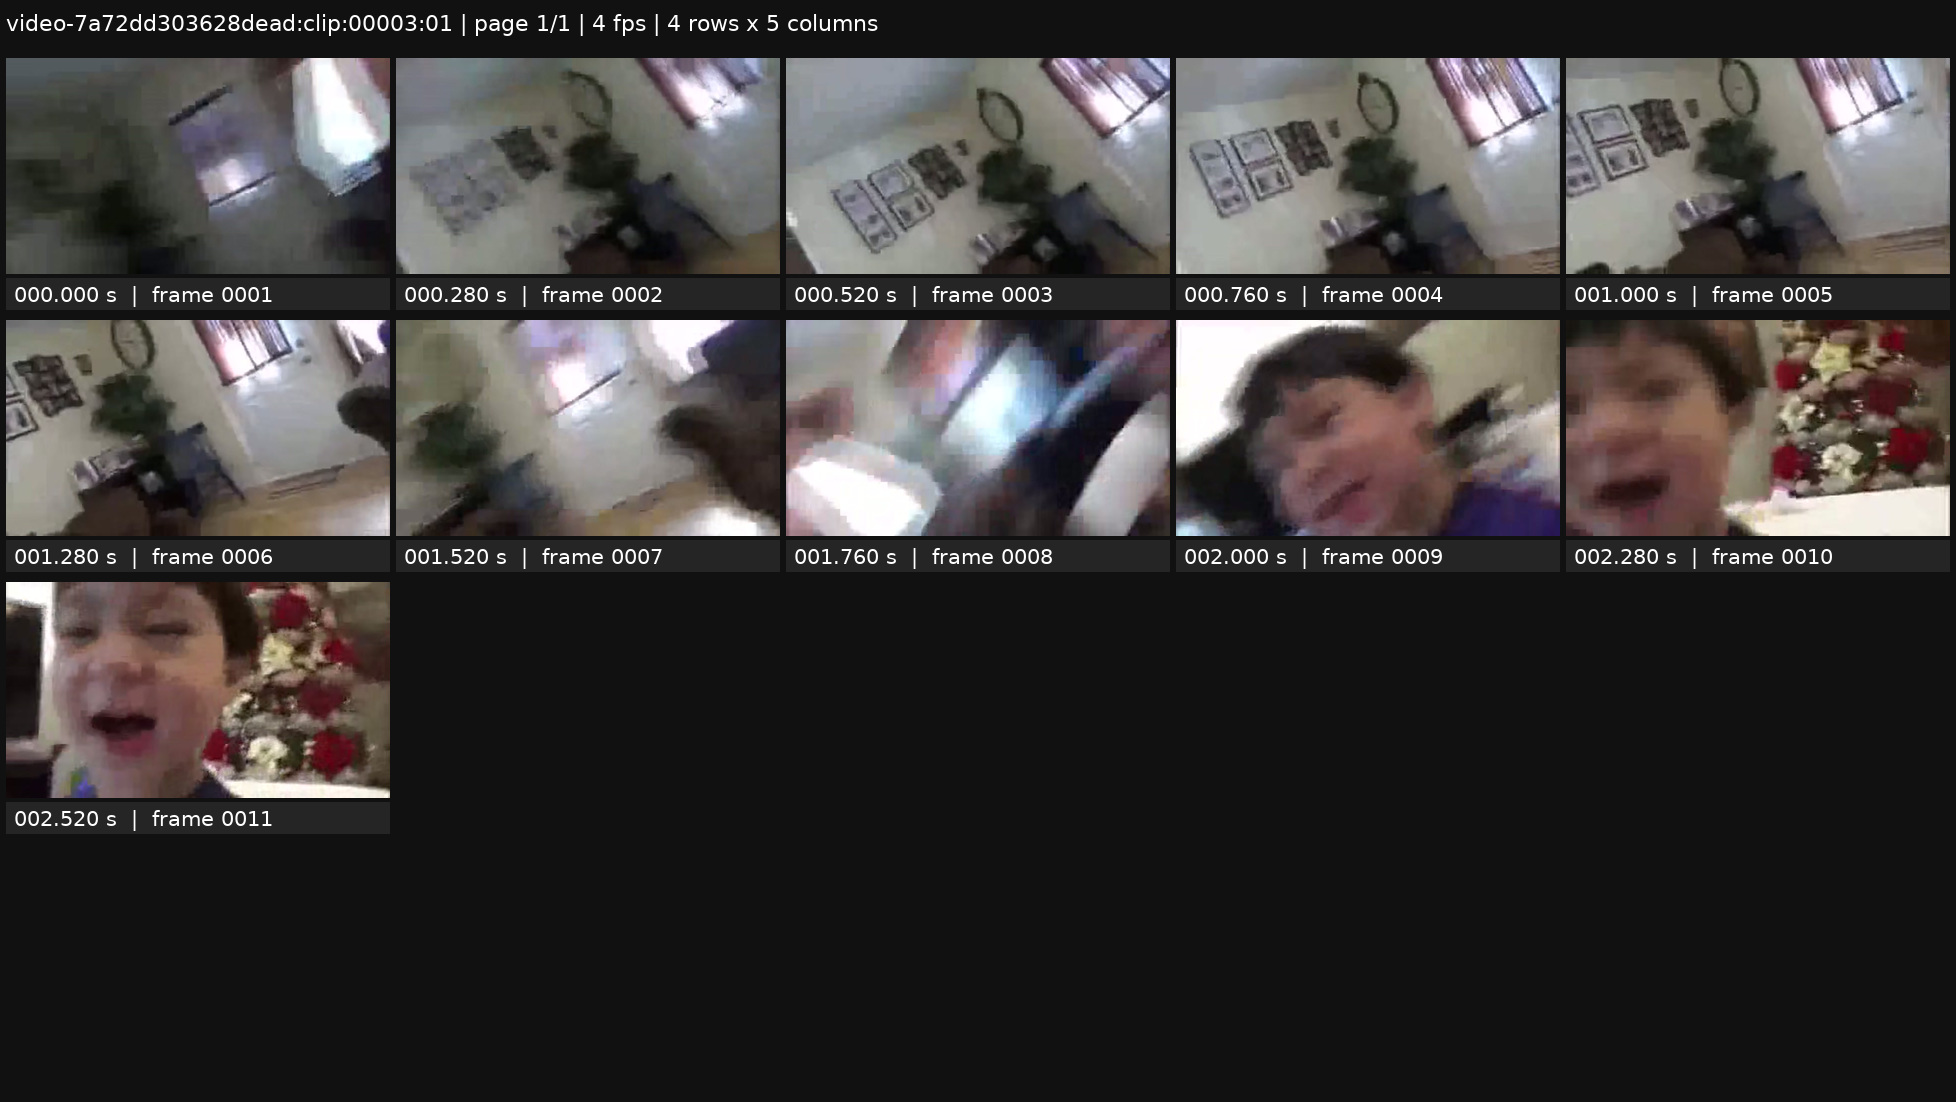 video-7a72dd303628dead:clip:00003:01 | page 1/1 | 4 fps | 4 rows x 5 columns
000.000 s | frame 0001
000.280 s | frame 0002
000.520 s | frame 0003
000.760 s | frame 0004
001.000 s | frame 0005
001.280 s | frame 0006
001.520 s | frame 0007
001.760 s | frame 0008
002.000 s | frame 0009
002.280 s | frame 0010
002.520 s | frame 0011